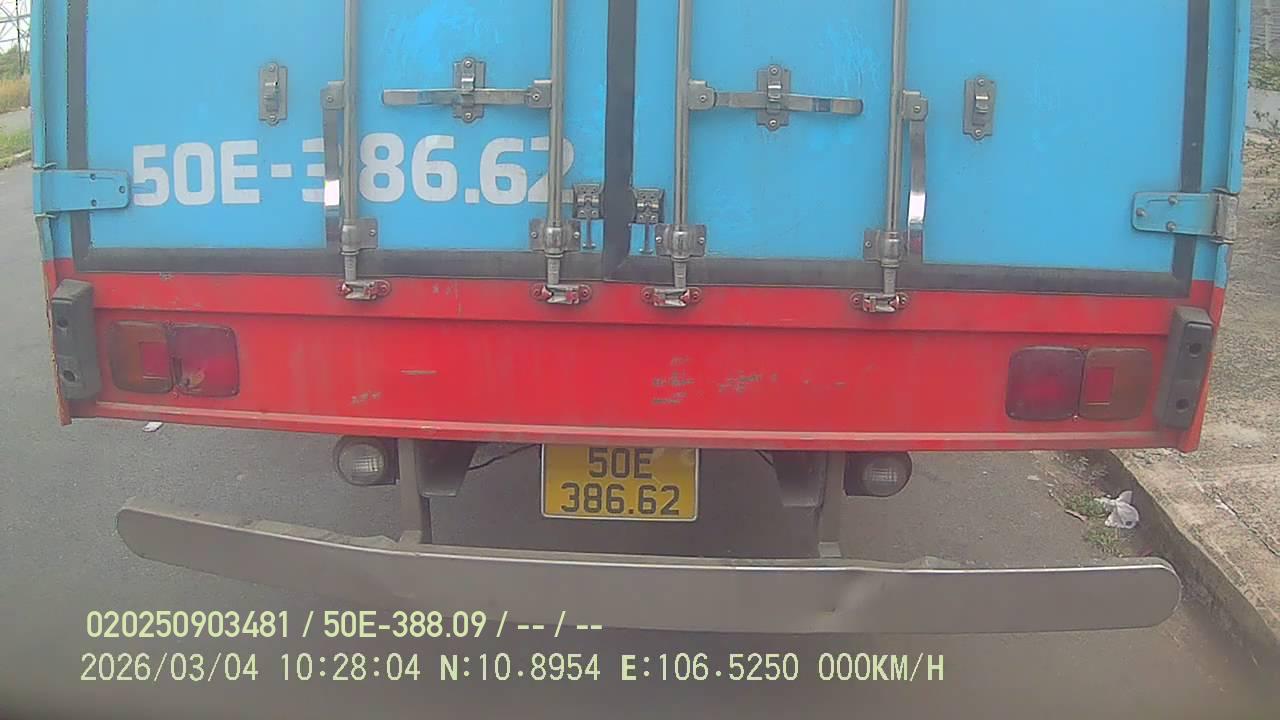 50E-386.62
50E
386.62
020250903481 / 50E-388.09 / -- / --
2026/03/04 10:28:04 N:10.8954 E:106.5250 000KM/H